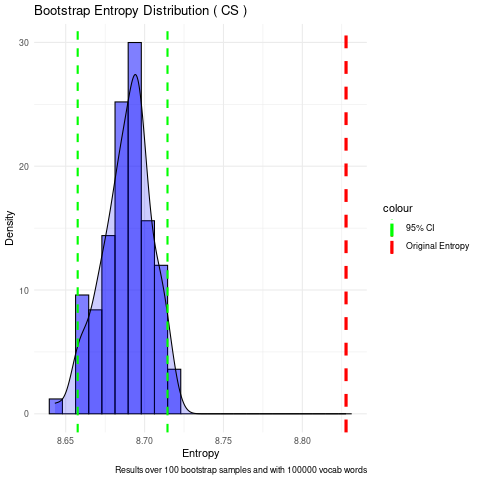 Bootstrap Entropy Distribution ( CS )
30
20
10
0
Density
8.65
8.70
8.75
8.80
Entropy
colour
95% CI
Original Entropy
Results over 100 bootstrap samples and with 100000 vocab words